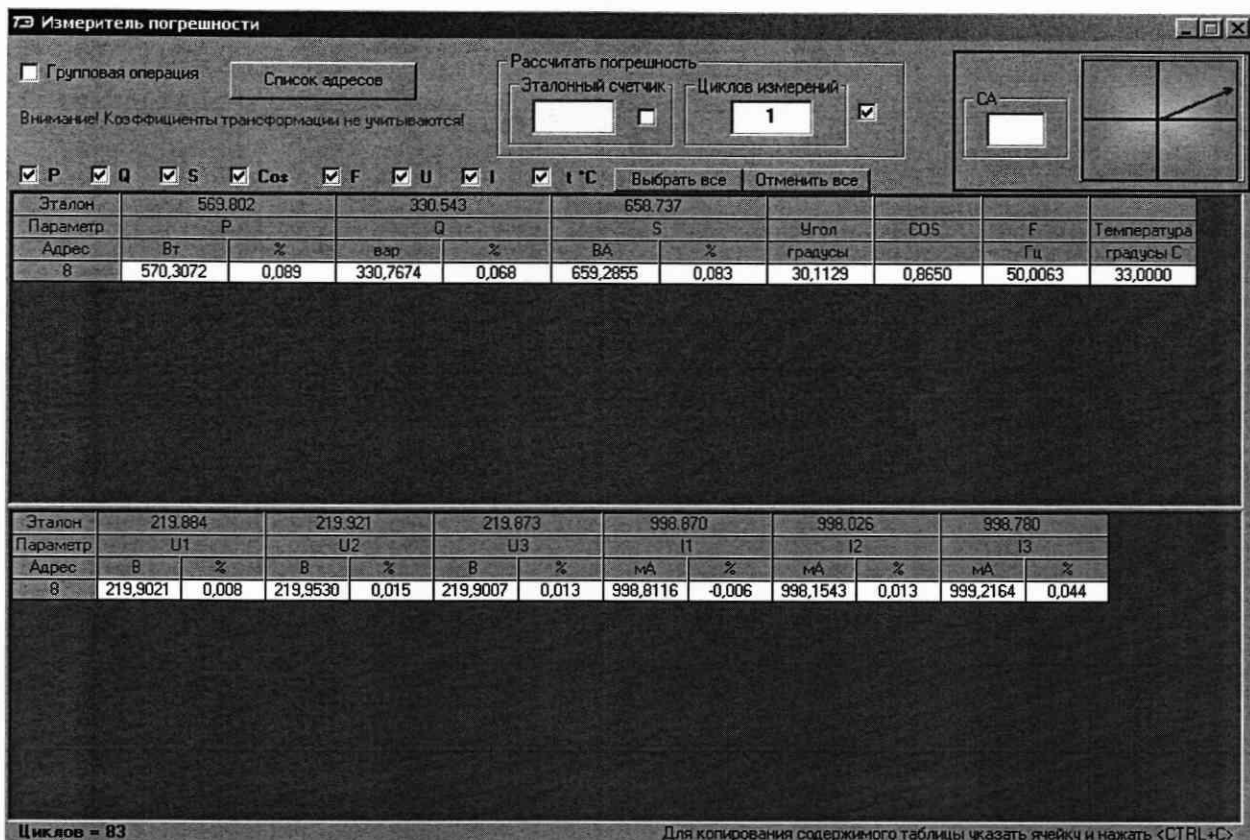 ТЭ Измеритель погрешности
Групповая операция
Список адресов
Внимание! Коэффициенты трансформации не учитываются!
Рассчитать погрешность
Эталонный счетчик
Циклов измерений
1
СА
P Q S Cos F U I t °C Выбрать все Отменить все
Эталон 569.802 330.543 658.737
Параметр P Q S Угол COS F Температура
Адрес Вт % вар % ВА % градусы Гц градусы С
8 570,3072 0,089 330,7674 0,068 659,2855 0,083 30,1129 0,8650 50,0063 33,0000
Эталон 219.884 219.921 219.873 998.870 998.026 998.780
Параметр U1 U2 U3 I1 I2 I3
Адрес В % В % В % мА % мА % мА %
8 219,9021 0,008 219,9530 0,015 219,9007 0,013 998,8116 -0,006 998,1543 0,013 999,2164 0,044
Циклов = 83
Для копирования содержимого таблицы указать ячейку и нажать <CTRL+C>